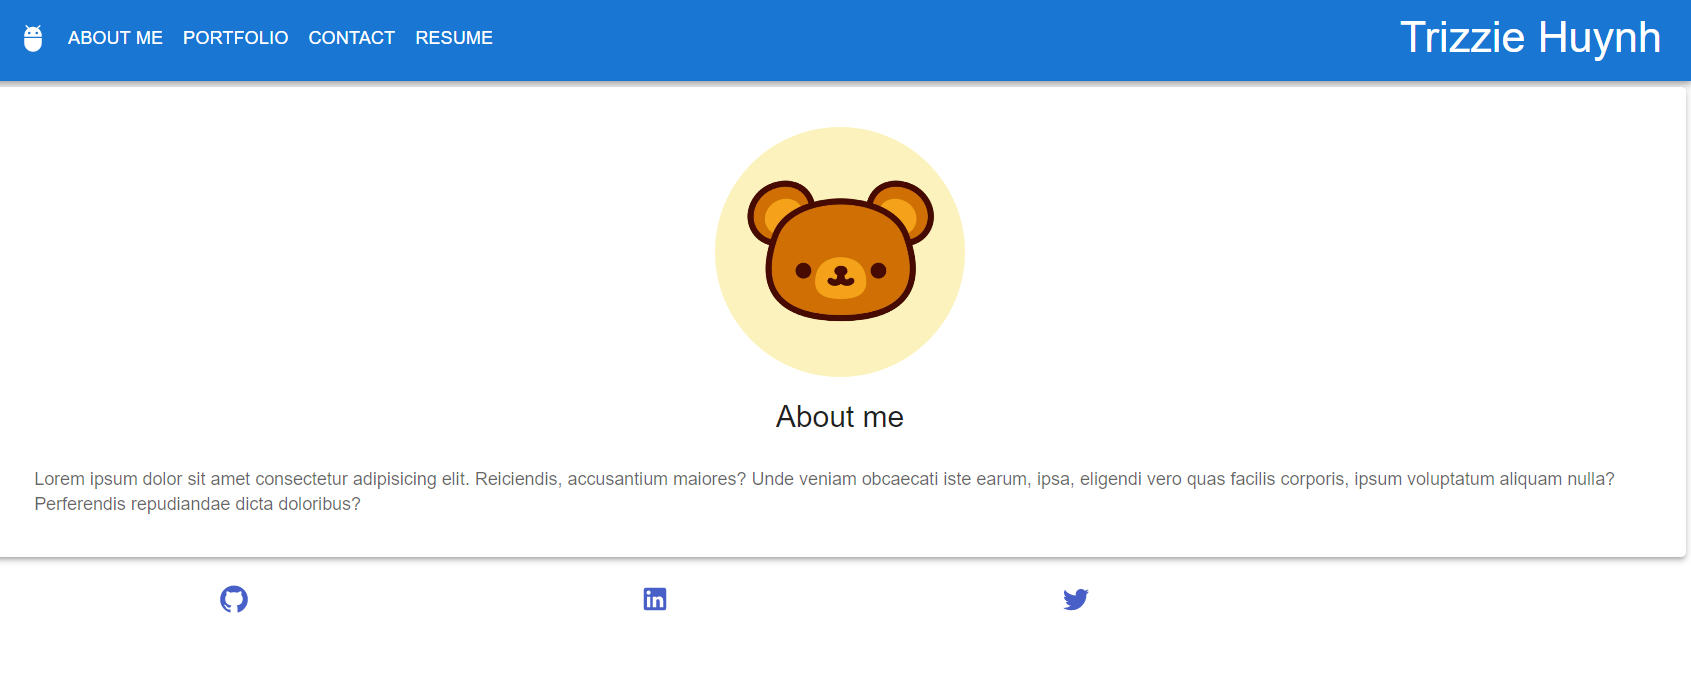 ABOUT ME PORTFOLIO CONTACT RESUME Trizzie Huynh
About me
Lorem ipsum dolor sit amet consectetur adipisicing elit. Reiciendis, accusantium maiores? Unde veniam obcaecati iste earum, ipsa, eligendi vero quas facilis corporis, ipsum voluptatum aliquam nulla?
Perferendis repudiandae dicta doloribus?
in